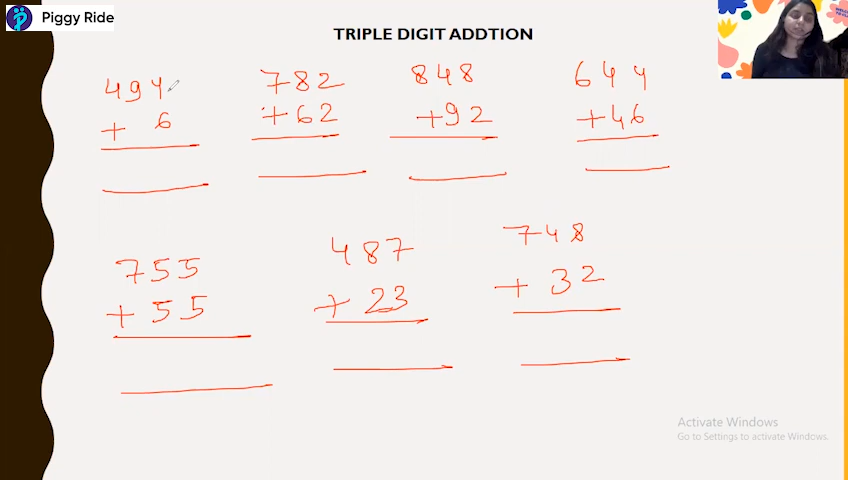 Piggy Ride
TRIPLE DIGIT ADDTION
494 782 848 644
+ 6 +62 +92 +46
755 487 748
+ 55 + 23 + 32
Activate Windows
Go to Settings to activate Windows.